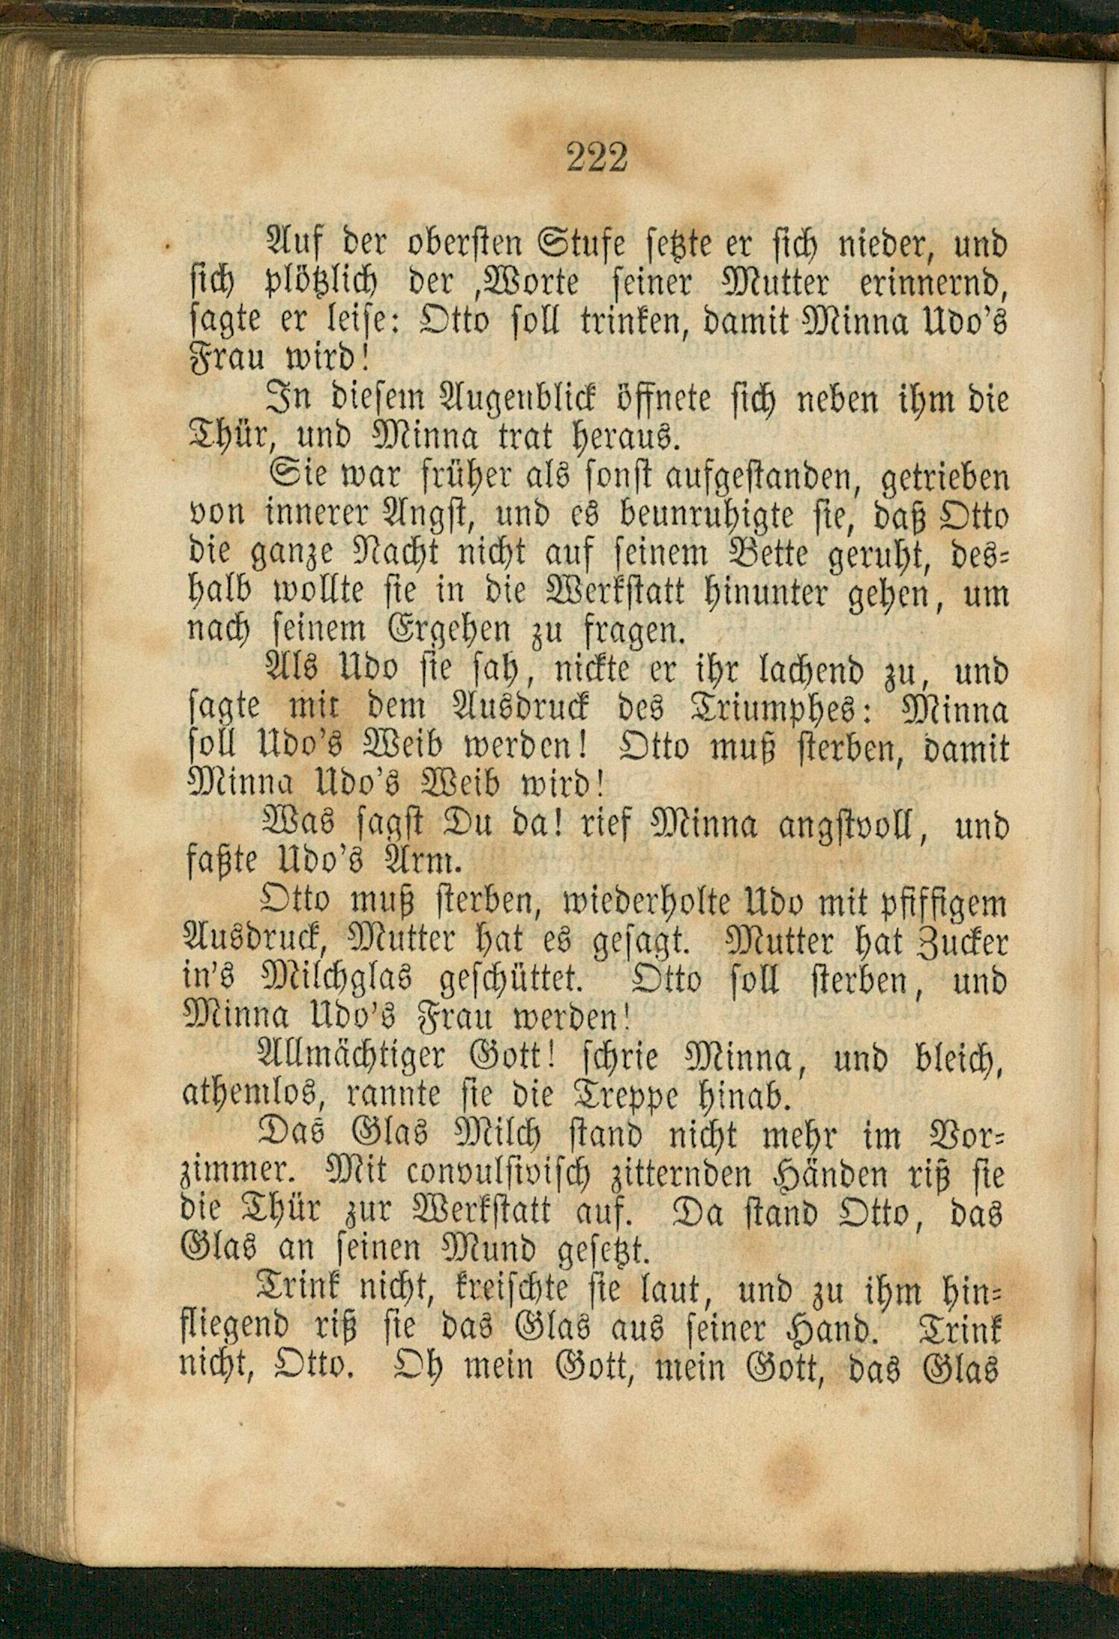 222
Auf der obersten Stufe setzte er sich nieder, und
sich plötzlich der ,Worte seiner Mutter erinnernd,
sagte er leise: Otto soll trinken, damit Minna Udo's
Frau wird!
In diesem Augenblick öffnete sich neben ihm die
Thür, und Minna trat heraus.
Sie war früher als sonst aufgestanden, getrieben
von innerer Angst, und es beunruhigte sie, daß Otto
die ganze Nacht nicht auf seinem Bette geruht, des-
halb wollte sie in die Werkstatt hinunter gehen, um
nach seinem Ergehen zu fragen.
Als Udo sie sah, nickte er ihr lachend zu, und
sagte mit dem Ausdruck des Triumphes: Minna
soll Udo's Weib werden! Otto muß sterben, damit
Minna Udo's Weib wird!
Was sagst Du da! rief Minna angstvoll, und
faßte Udo's Arm.
Otto muß sterben, wiederholte Udo mit pfiffigem
Ausdruck, Mutter hat es gesagt. Mutter hat Zucker
in's Milchglas geschüttet. Otto soll sterben, und
Minna Udo's Frau werden!
Allmächtiger Gott! schrie Minna, und bleich,
athemlos, rannte sie die Treppe hinab.
Das Glas Milch stand nicht mehr im Vor-
zimmer. Mit convulsivisch zitternden Händen riß sie
die Thür zur Werkstatt auf. Da stand Otto, das
Glas an seinen Mund gesetzt.
Trink nicht, kreischte sie laut, und zu ihm hin-
fliegend riß sie das Glas aus seiner Hand. Trink
nicht, Otto. Oh mein Gott, mein Gott, das Glas